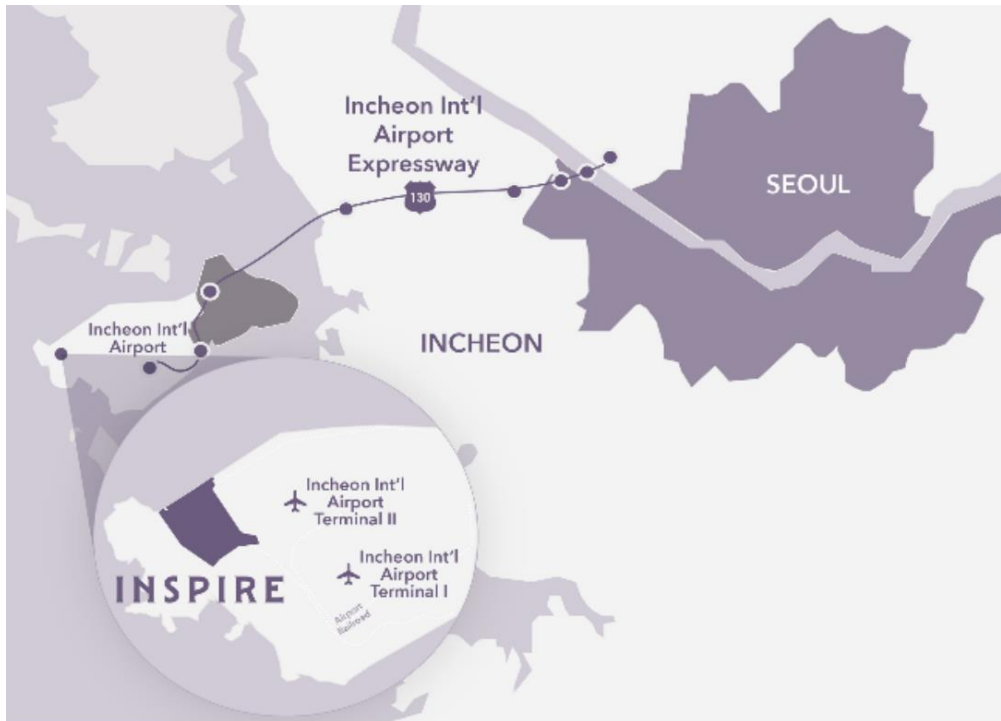 Incheon Int'l
Airport
Expressway
130
SEOUL
Incheon Int'l
Airport
INCHEON
Incheon Int'l
Airport
Terminal II
Incheon Int'l
Airport
Terminal I
INSPIRE
Airport
Railroad